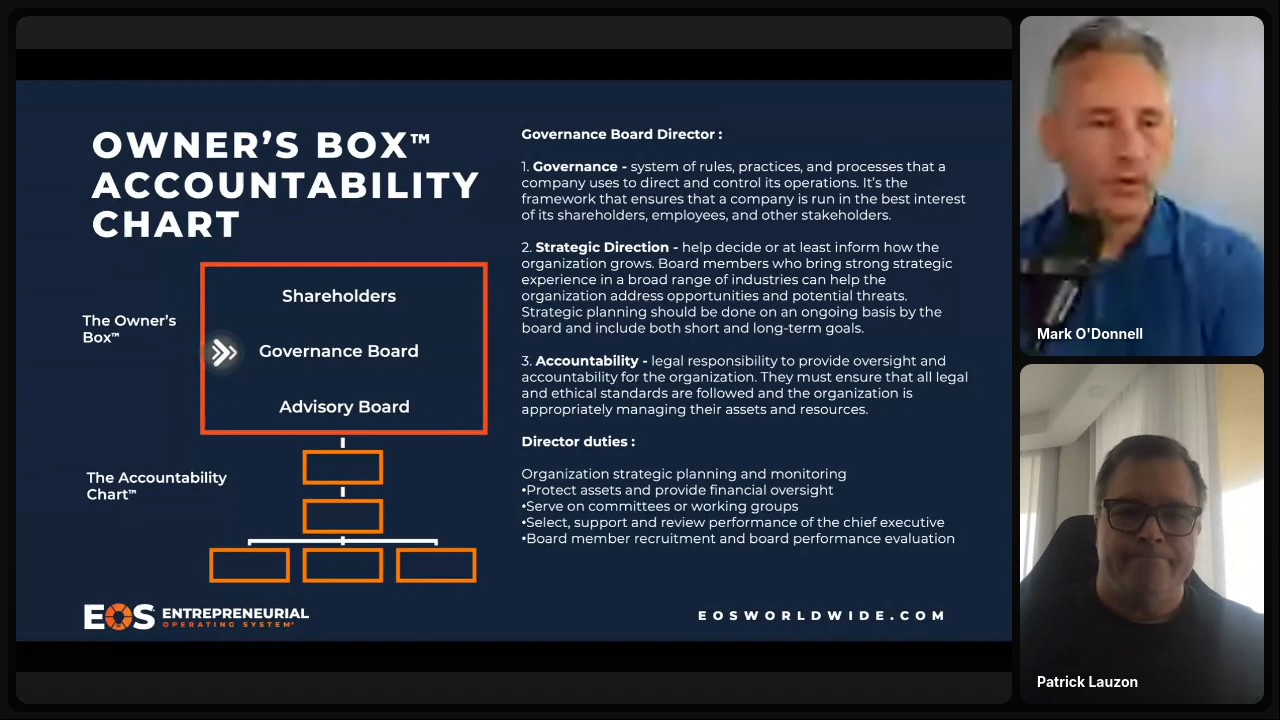 OWNER’S BOX™
ACCOUNTABILITY
CHART
The Owner’s
Box™
Shareholders
Governance Board
Advisory Board
The Accountability
Chart™
EOS ENTREPRENEURIAL
OPERATING SYSTEM®
Governance Board Director :
1. Governance - system of rules, practices, and processes that a
company uses to direct and control its operations. It’s the
framework that ensures that a company is run in the best interest
of its shareholders, employees, and other stakeholders.
2. Strategic Direction - help decide or at least inform how the
organization grows. Board members who bring strong strategic
experience in a broad range of industries can help the
organization address opportunities and potential threats.
Strategic planning should be done on an ongoing basis by the
board and include both short and long-term goals.
3. Accountability - legal responsibility to provide oversight and
accountability for the organization. They must ensure that all legal
and ethical standards are followed and the organization is
appropriately managing their assets and resources.
Director duties :
Organization strategic planning and monitoring
•Protect assets and provide financial oversight
•Serve on committees or working groups
•Select, support and review performance of the chief executive
•Board member recruitment and board performance evaluation
EOSWORLDWIDE.COM
Mark O'Donnell
Patrick Lauzon